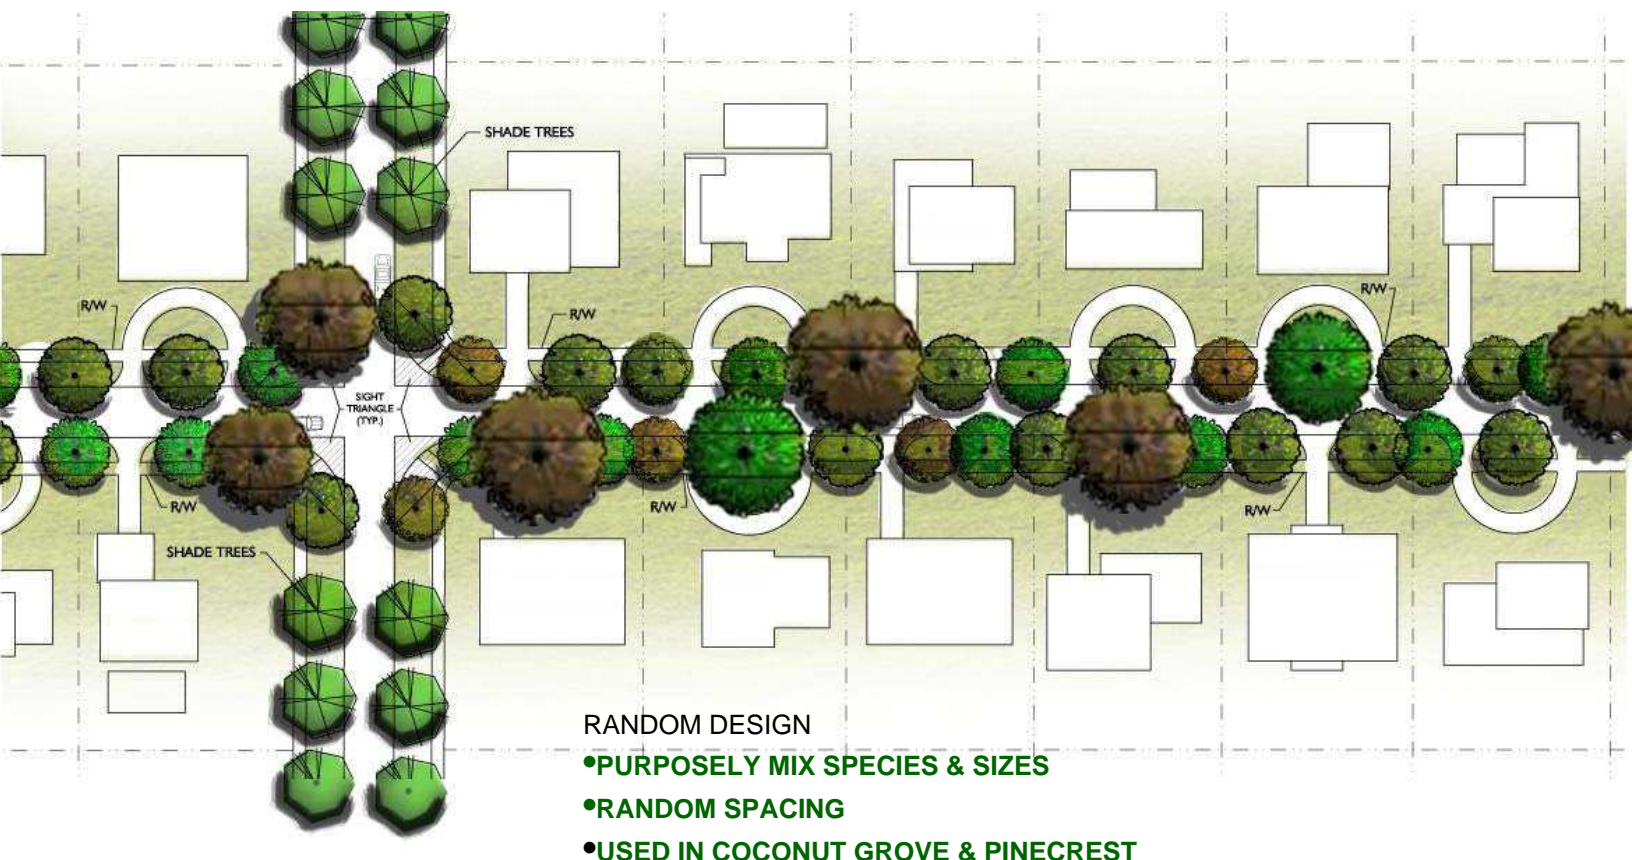 SHADE TREES
R/W
R/W
R/W
SIGHT
TRIANGLE
(TYP.)
R/W
R/W
R/W
SHADE TREES
RANDOM DESIGN
•PURPOSELY MIX SPECIES & SIZES
•RANDOM SPACING
•USED IN COCONUT GROVE & PINECREST